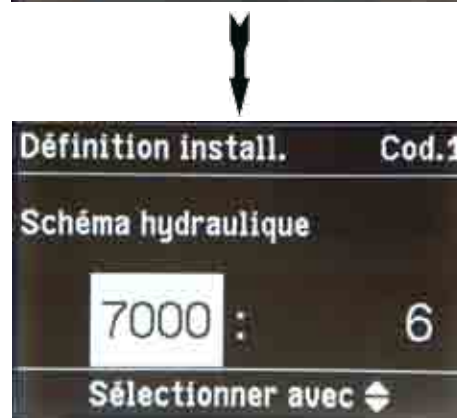 Définition install. Cod.1
Schéma hydraulique
7000 : 6
Sélectionner avec